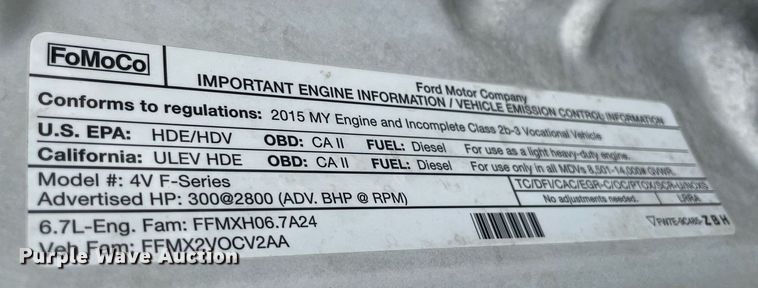 FoMoCo
Ford Motor Company
IMPORTANT ENGINE INFORMATION / VEHICLE EMISSION CONTROL INFORMATION
Conforms to regulations: 2015 MY Engine and Incomplete Class 2b-3 Vocational Vehicle
U.S. EPA: HDE/HDV OBD: CA II FUEL: Diesel For use as a light heavy-duty engine.
California: ULEV HDE OBD: CA II FUEL: Diesel For use only in all MDVs 8,501-14,000# GVWR.
Model #: 4V F-Series TC/DFI/CAC/EGR-C/CC/PTOX/SCR-U/NOXS
Advertised HP: 300@2800 (ADV. BHP @ RPM) No adjustments needed. LRRA
6.7L-Eng. Fam: FFMXH06.7A24
Veh Fam: FFMX2VOCV2AA
Purple Wave Auction